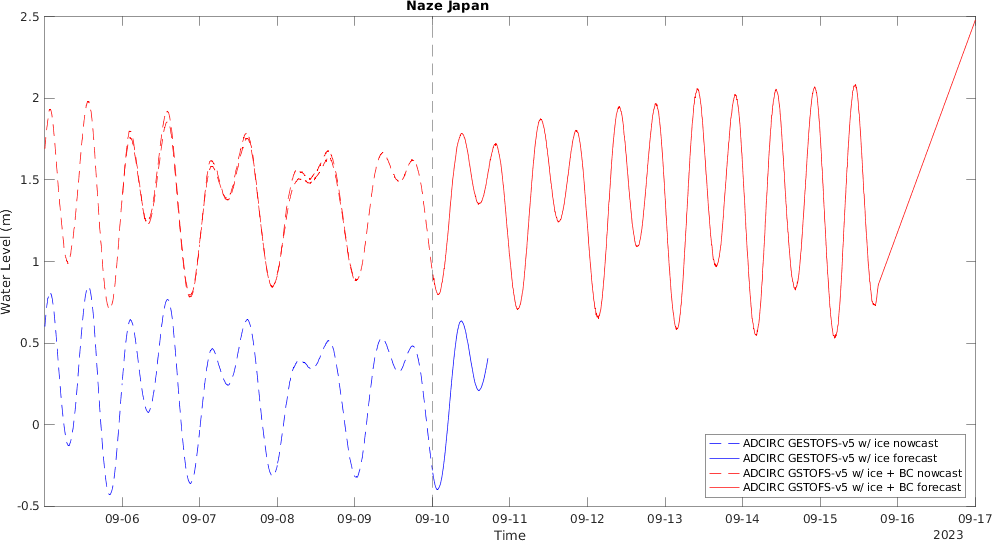 Naze Japan
2.5
2
1.5
1
0.5
0
-0.5
Water Level (m)
09-06 09-07 09-08 09-09 09-10 09-11 09-12 09-13 09-14 09-15 09-16 09-17
Time
2023
ADCIRC GESTOFS-v5 w/ ice nowcast
ADCIRC GESTOFS-v5 w/ ice forecast
ADCIRC GSTOFS-v5 w/ ice + BC nowcast
ADCIRC GSTOFS-v5 w/ ice + BC forecast